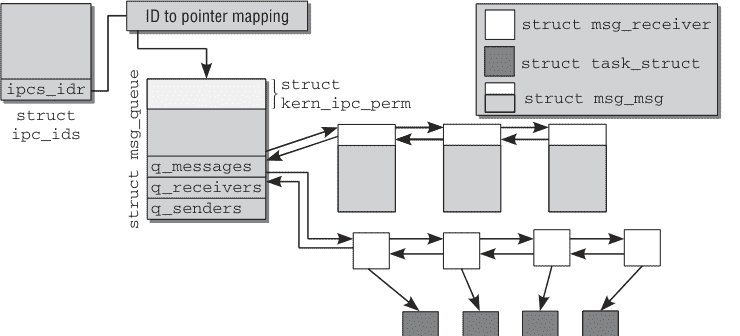 ID to pointer mapping
ipcs_idr
struct
ipc_ids
struct msg_queue
struct
kern_ipc_perm
q_messages
q_receivers
q_senders
struct msg_receiver
struct task_struct
struct msg_msg